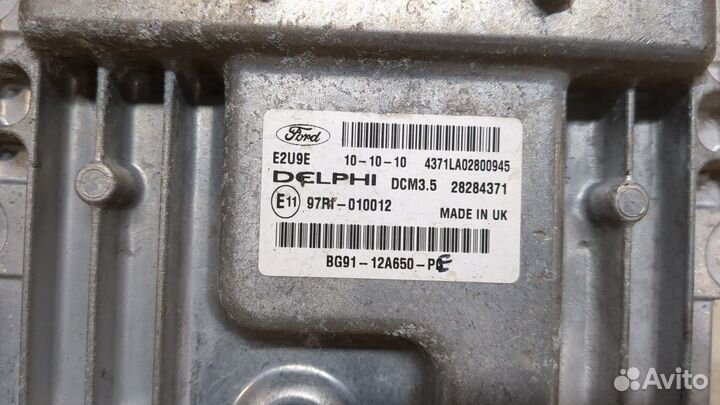 Ford
E2U9E 10-10-10 4371LA02800945
DELPHI DCM3.5 28284371
E11 97RI-010012 MADE IN UK
BG91-12A650-PE
Avito